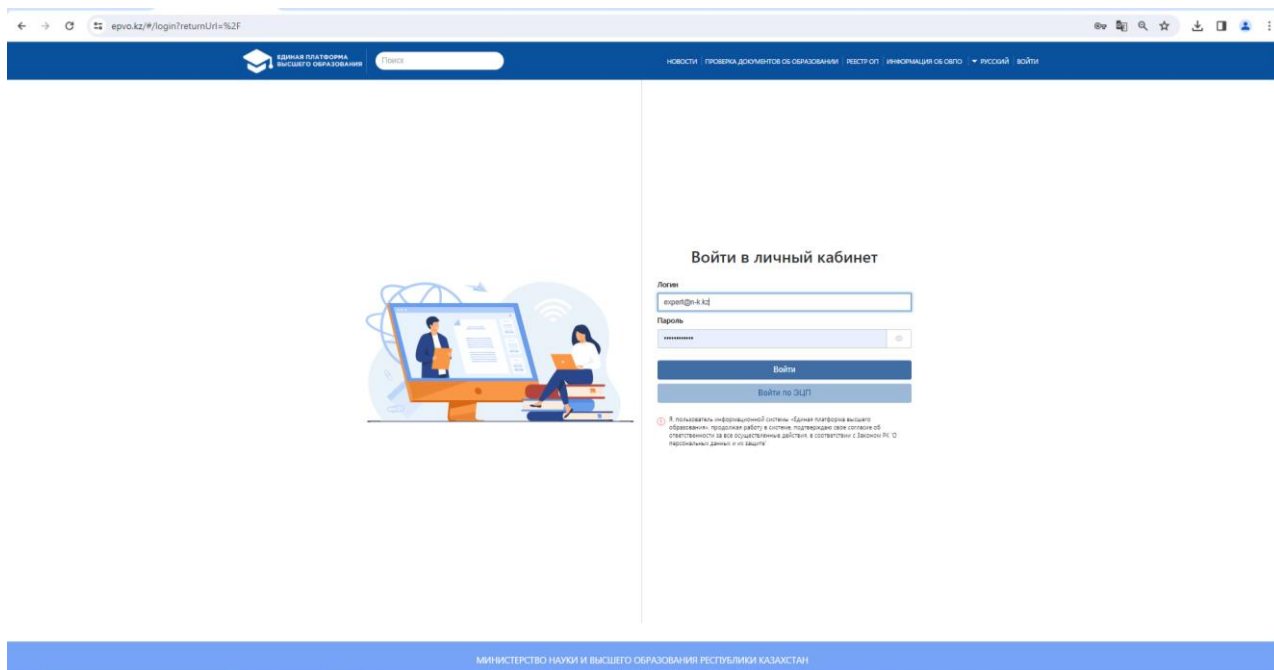 epvo.kz/#/login?returnUrl=%2F
ЕДИНАЯ ПЛАТФОРМА
ВЫСШЕГО ОБРАЗОВАНИЯ
Поиск
НОВОСТИ
ПРОВЕРКА ДОКУМЕНТОВ ОБ ОБРАЗОВАНИИ
РЕЕСТР ОП
ИНФОРМАЦИЯ ОБ ОВПО
РУССКИЙ
ВОЙТИ
Войти в личный кабинет
Логин
expert@n-k.kz
Пароль
••••••••••••
Войти
Войти по ЭЦП
Я, пользователь информационной системы «Единая платформа высшего
образования», продолжая работу в системе, подтверждаю свое согласие об
ответственности за все осуществленные действия, в соответствии с Законом РК 'О
персональных данных и их защите'
МИНИСТЕРСТВО НАУКИ И ВЫСШЕГО ОБРАЗОВАНИЯ РЕСПУБЛИКИ КАЗАХСТАН